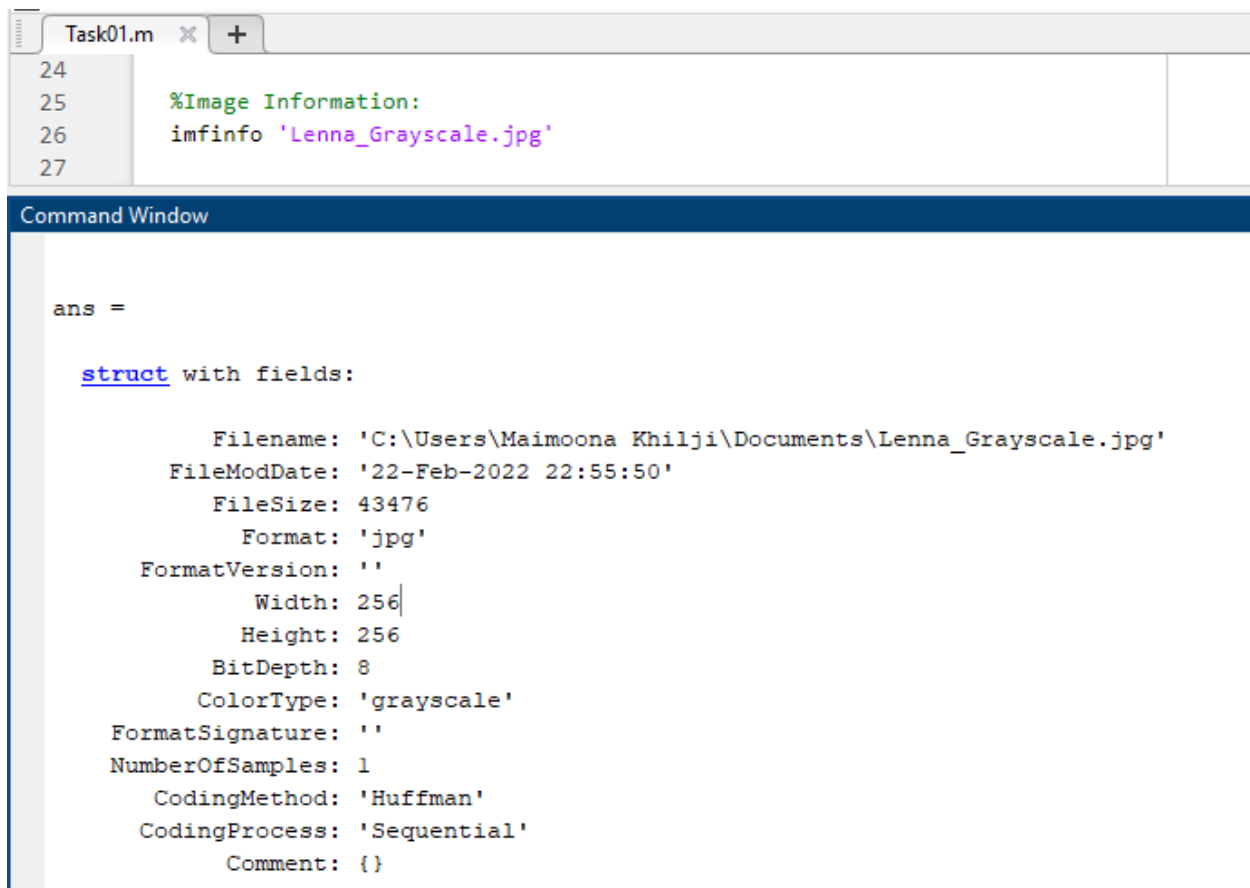 Task01.m
24
25 %Image Information:
26 imfinfo 'Lenna_Grayscale.jpg'
27
Command Window
ans =
struct with fields:
Filename: 'C:\Users\Maimoona Khilji\Documents\Lenna_Grayscale.jpg'
FileModDate: '22-Feb-2022 22:55:50'
FileSize: 43476
Format: 'jpg'
FormatVersion: ''
Width: 256
Height: 256
BitDepth: 8
ColorType: 'grayscale'
FormatSignature: ''
NumberOfSamples: 1
CodingMethod: 'Huffman'
CodingProcess: 'Sequential'
Comment: {}